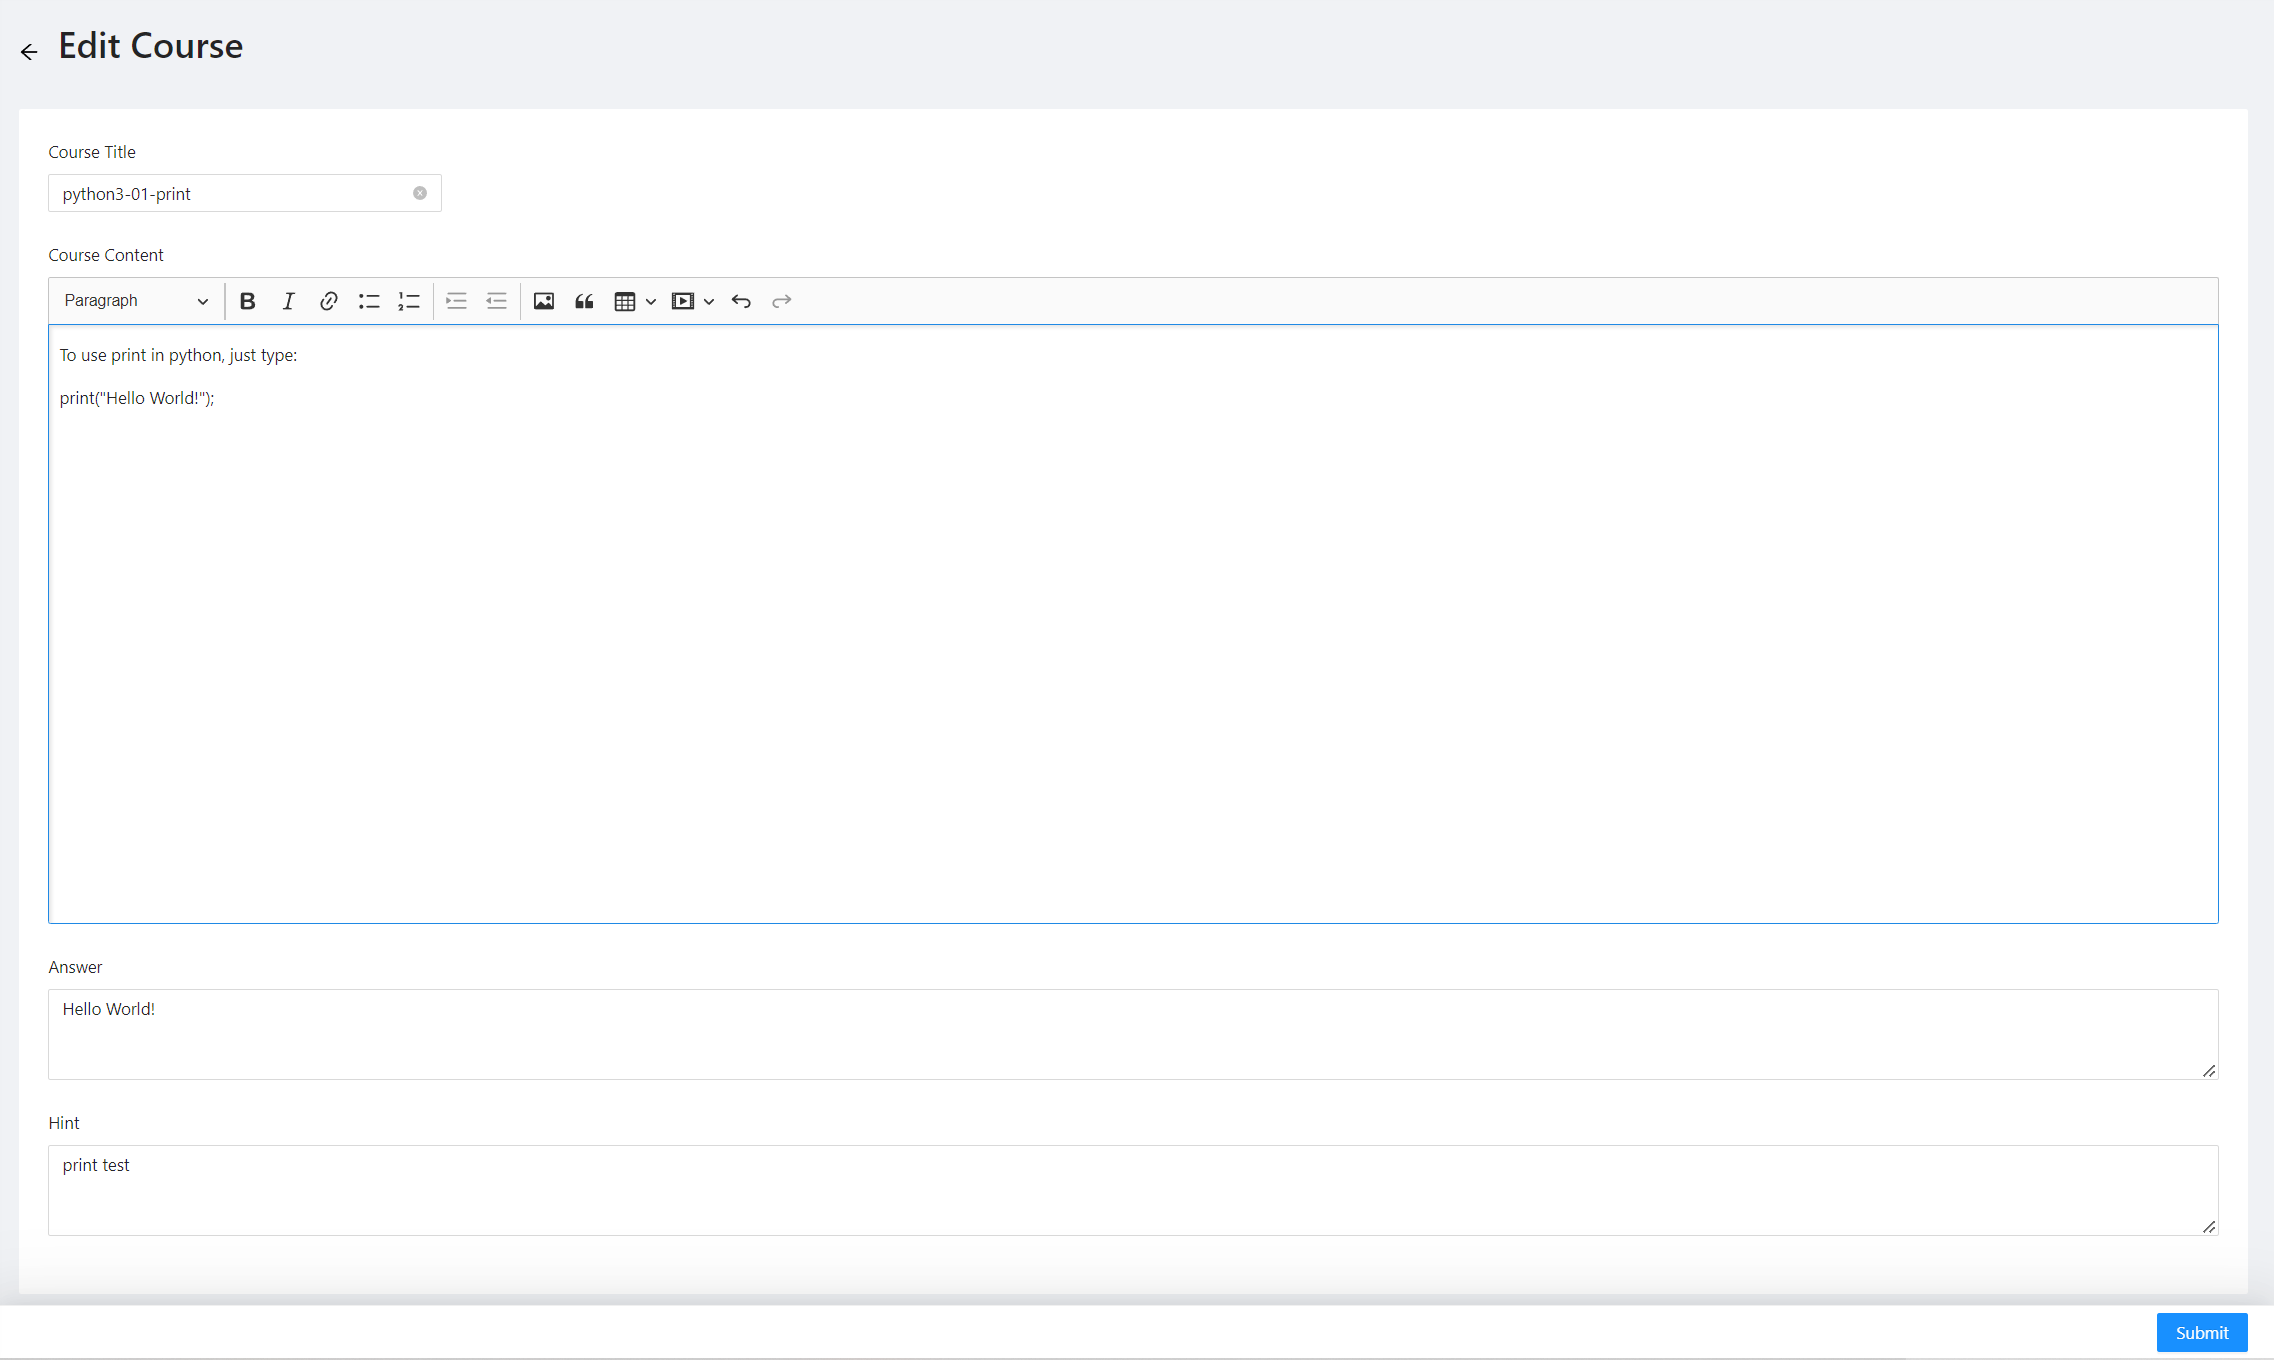 Edit Course
Course Title
python3-01-print
Course Content
Paragraph
To use print in python, just type:
print("Hello World!");
Answer
Hello World!
Hint
print test
Submit